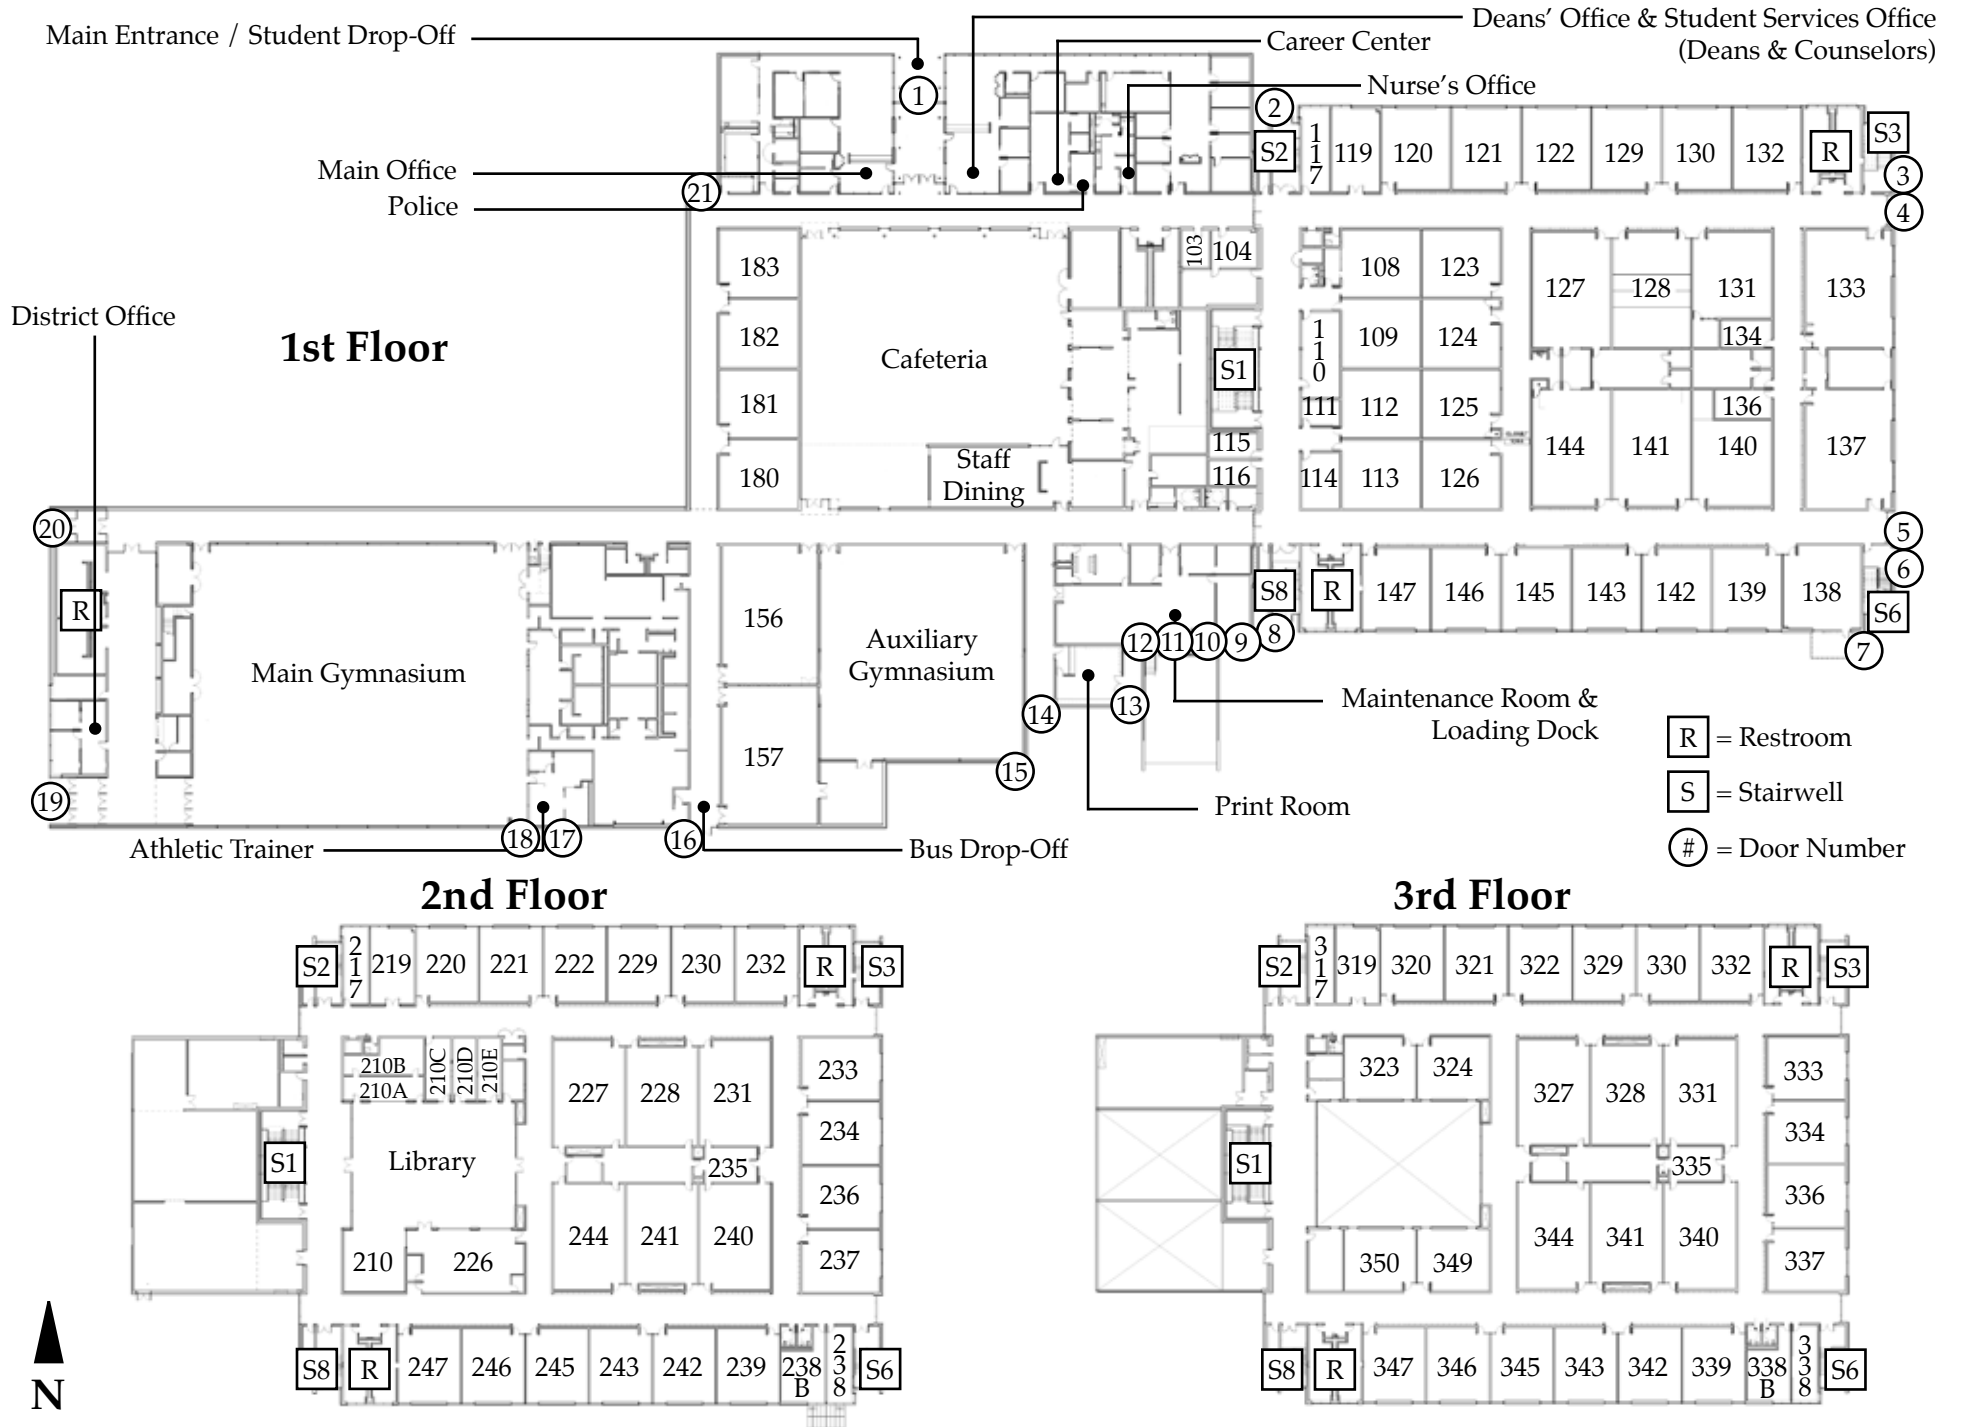 Main Entrance / Student Drop-Off
Deans’ Office & Student Services Office
(Deans & Counselors)
Career Center
Nurse’s Office
Main Office
Police
District Office
1st Floor
1
2
3
4
21
S2
117
119
120
121
122
129
130
132
R
S3
183
182
181
180
Cafeteria
Staff
Dining
103
104
S1
115
116
108
123
110
109
124
111
112
125
114
113
126
127
128
131
134
133
144
141
136
140
137
20
R
Main Gymnasium
156
157
Auxiliary
Gymnasium
S8
R
147
146
145
143
142
139
138
5
6
S6
7
12
11
10
9
8
14
13
15
19
18
17
16
Maintenance Room &
Loading Dock
Print Room
Athletic Trainer
Bus Drop-Off
R = Restroom
S = Stairwell
# = Door Number
2nd Floor
S2
217
219
220
221
222
229
230
232
R
S3
210B
210A
210C
210D
210E
Library
S1
210
226
227
228
231
235
244
241
240
233
234
236
237
S8
R
247
246
245
243
242
239
238
B
238
S6
N
3rd Floor
S2
317
319
320
321
322
329
330
332
R
S3
323
324
S1
350
349
327
328
331
335
344
341
340
333
334
336
337
S8
R
347
346
345
343
342
339
338
B
338
S6